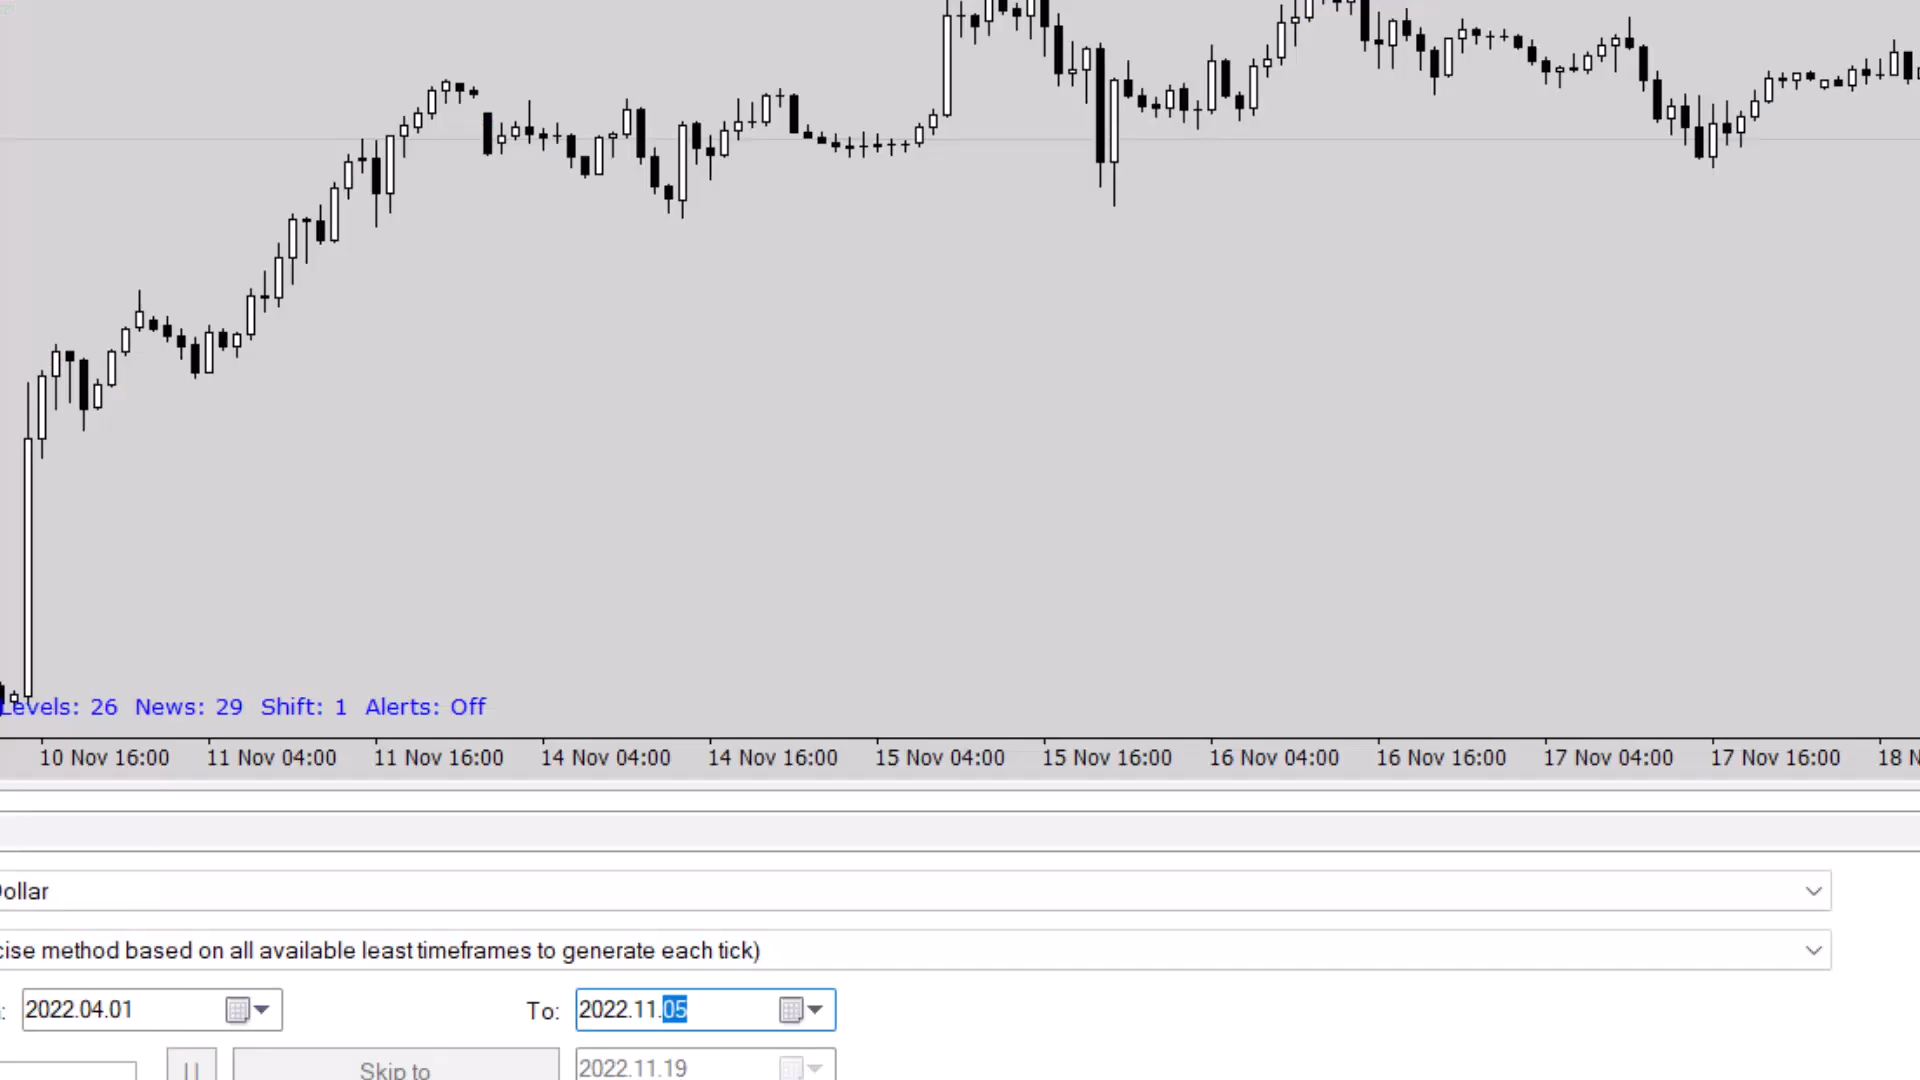 Levels: 26 News: 29 Shift: 1 Alerts: Off
10 Nov 16:00 11 Nov 04:00 11 Nov 16:00 14 Nov 04:00 14 Nov 16:00 15 Nov 04:00 15 Nov 16:00 16 Nov 04:00 16 Nov 16:00 17 Nov 04:00 17 Nov 16:00 18 N
Dollar
cise method based on all available least timeframes to generate each tick)
: 2022.04.01 To: 2022.11.05
Skip to 2022.11.19